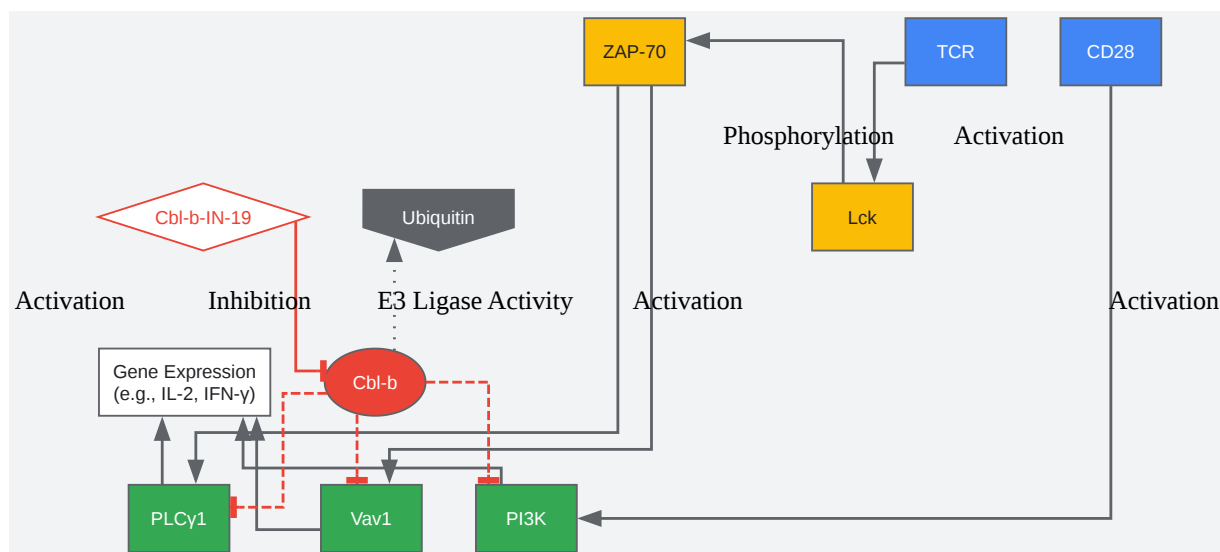 ZAP-70
TCR
CD28
Phosphorylation
Activation
Cbl-b-IN-19
Ubiquitin
Lck
Activation
Inhibition
E3 Ligase Activity
Activation
Activation
Gene Expression
(e.g., IL-2, IFN-γ)
Cbl-b
PLCγ1
Vav1
PI3K